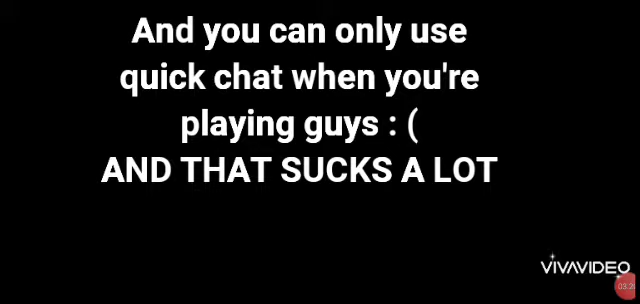 And you can only use
quick chat when you're
playing guys : (
AND THAT SUCKS A LOT
VIVAVIDEO